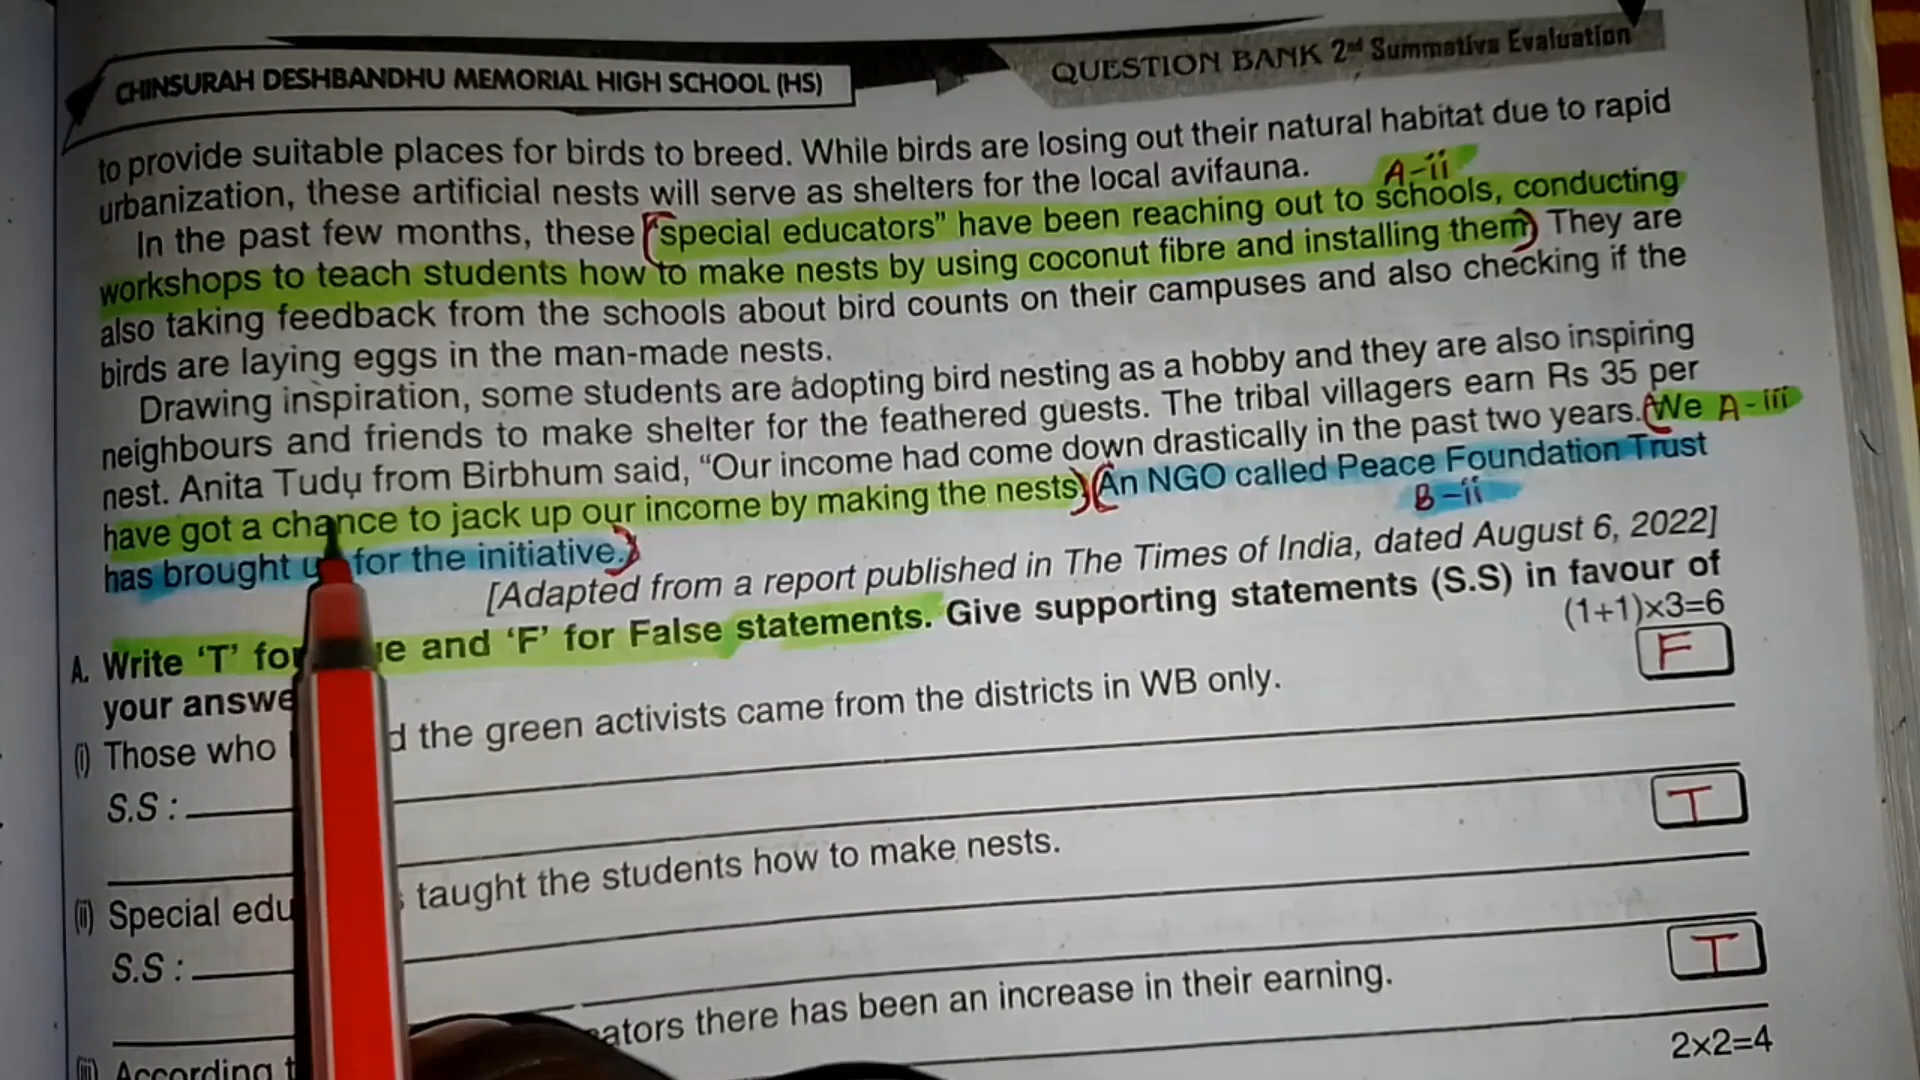 CHINSURAH DESHBANDHU MEMORIAL HIGH SCHOOL (HS)
QUESTION BANK 2nd Summative Evaluation
to provide suitable places for birds to breed. While birds are losing out their natural habitat due to rapid
urbanization, these artificial nests will serve as shelters for the local avifauna.
A-ii
In the past few months, these “special educators” have been reaching out to schools, conducting
workshops to teach students how to make nests by using coconut fibre and installing them. They are
also taking feedback from the schools about bird counts on their campuses and also checking if the
birds are laying eggs in the man-made nests.
Drawing inspiration, some students are adopting bird nesting as a hobby and they are also inspiring
neighbours and friends to make shelter for the feathered guests. The tribal villagers earn Rs 35 per
nest. Anita Tudu from Birbhum said, “Our income had come down drastically in the past two years. We A-iii
have got a chance to jack up our income by making the nests. An NGO called Peace Foundation Trust
has brought for the initiative.
B-ii
[Adapted from a report published in The Times of India, dated August 6, 2022]
A. Write ‘T’ for and ‘F’ for False statements. Give supporting statements (S.S) in favour of
your (1+1)×3=6
(i) Those who the green activists came from the districts in WB only. F
S.S :
(ii) Special taught the students how to make nests. T
S.S :
(iii) According there has been an increase in their earning. T
2×2=4